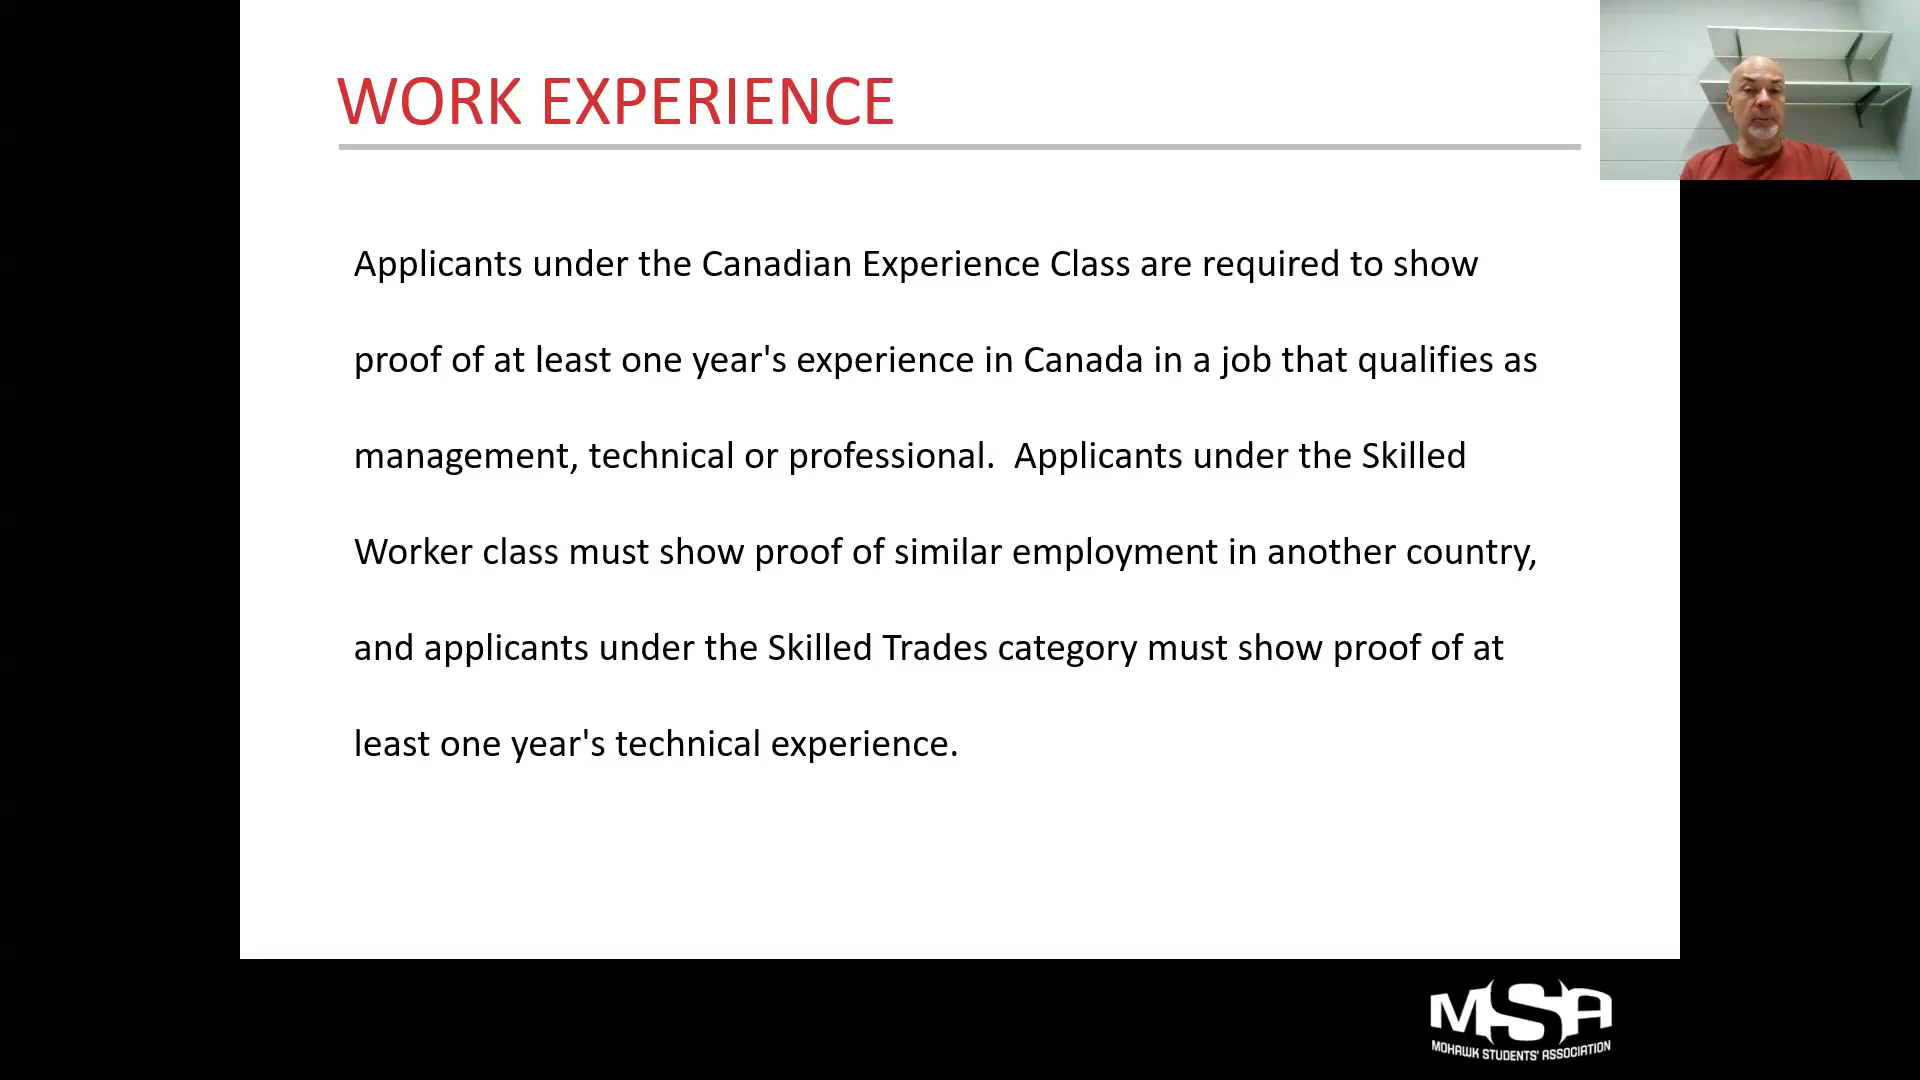 WORK EXPERIENCE
Applicants under the Canadian Experience Class are required to show
proof of at least one year's experience in Canada in a job that qualifies as
management, technical or professional.  Applicants under the Skilled
Worker class must show proof of similar employment in another country,
and applicants under the Skilled Trades category must show proof of at
least one year's technical experience.
MSA
MOHAWK STUDENTS' ASSOCIATION